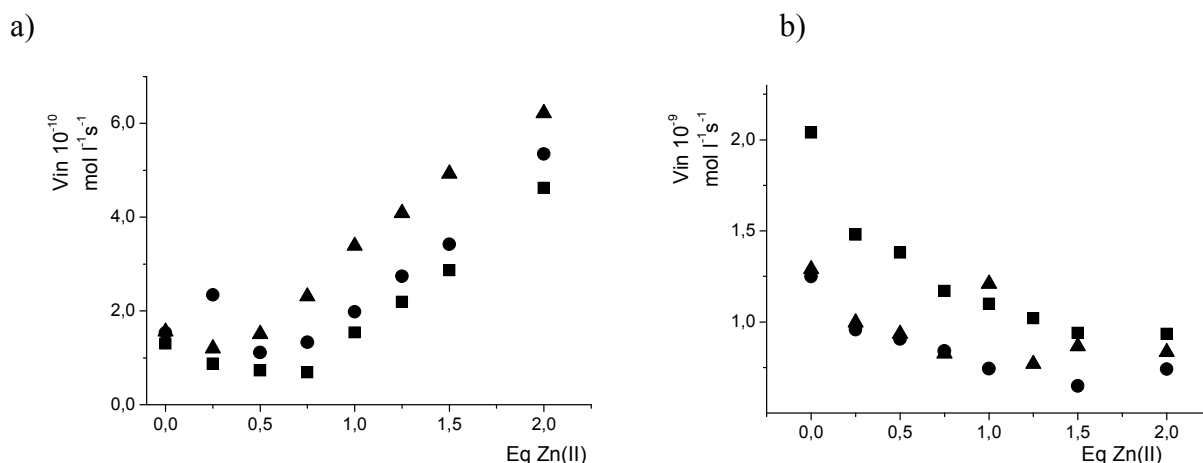 a)
Vin 10⁻¹⁰
mol l⁻¹s⁻¹
6,0
4,0
2,0
0,0
0,0 0,5 1,0 1,5 2,0
Eq Zn(II)
b)
Vin 10⁻⁹
mol l⁻¹s⁻¹
2,0
1,5
1,0
0,0 0,5 1,0 1,5 2,0
Eq Zn(II)